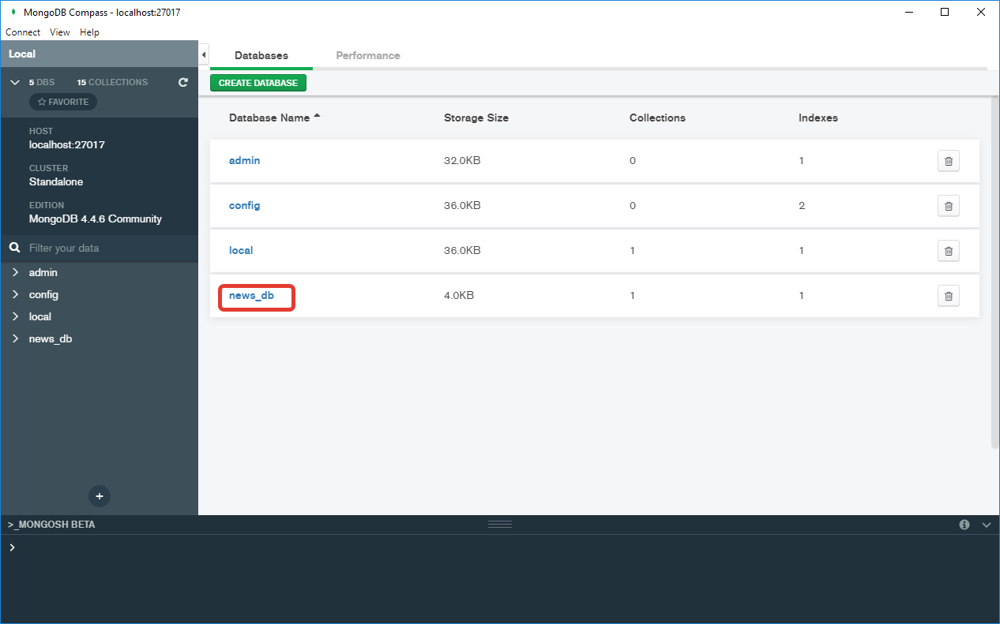 MongoDB Compass - localhost:27017
Connect View Help
Local
5 DBS 15 COLLECTIONS
FAVORITE
HOST
localhost:27017
CLUSTER
Standalone
EDITION
MongoDB 4.4.6 Community
Filter your data
admin
config
local
news_db
Databases Performance
CREATE DATABASE
Database Name Storage Size Collections Indexes
admin 32.0KB 0 1
config 36.0KB 0 2
local 36.0KB 1 1
news_db 4.0KB 1 1
>_MONGOSH BETA
>